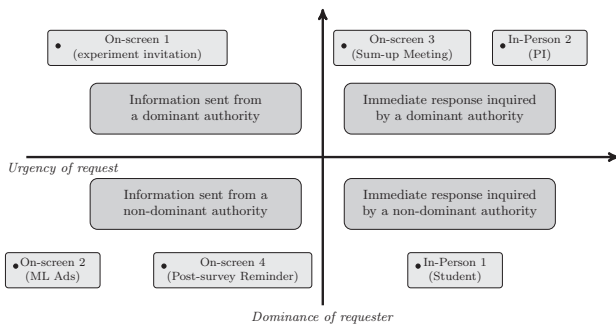 On-screen 1
(experiment invitation)
On-screen 3
(Sum-up Meeting)
In-Person 2
(PI)
Information sent from
a dominant authority
Immediate response inquired
by a dominant authority
Urgency of request
Information sent from a
non-dominant authority
Immediate response inquired
by a non-dominant authority
On-screen 2
(ML Ads)
On-screen 4
(Post-survey Reminder)
In-Person 1
(Student)
Dominance of requester